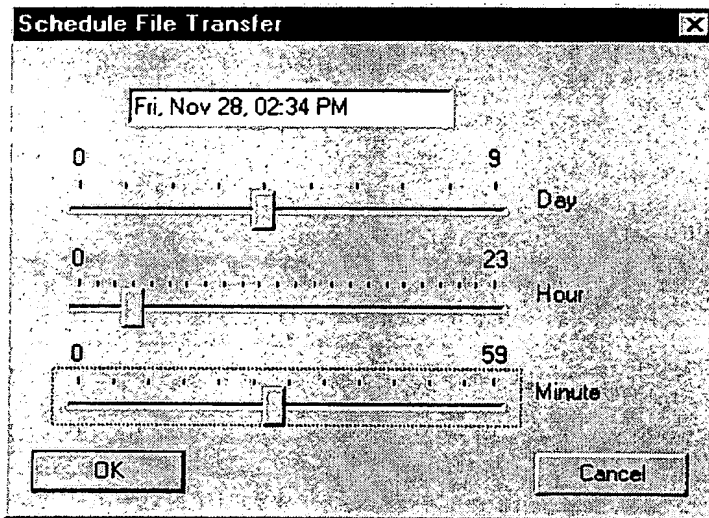 Schedule File Transfer
Fri, Nov 28, 02:34 PM
0 9
Day
0 23
Hour
0 59
Minute
OK Cancel